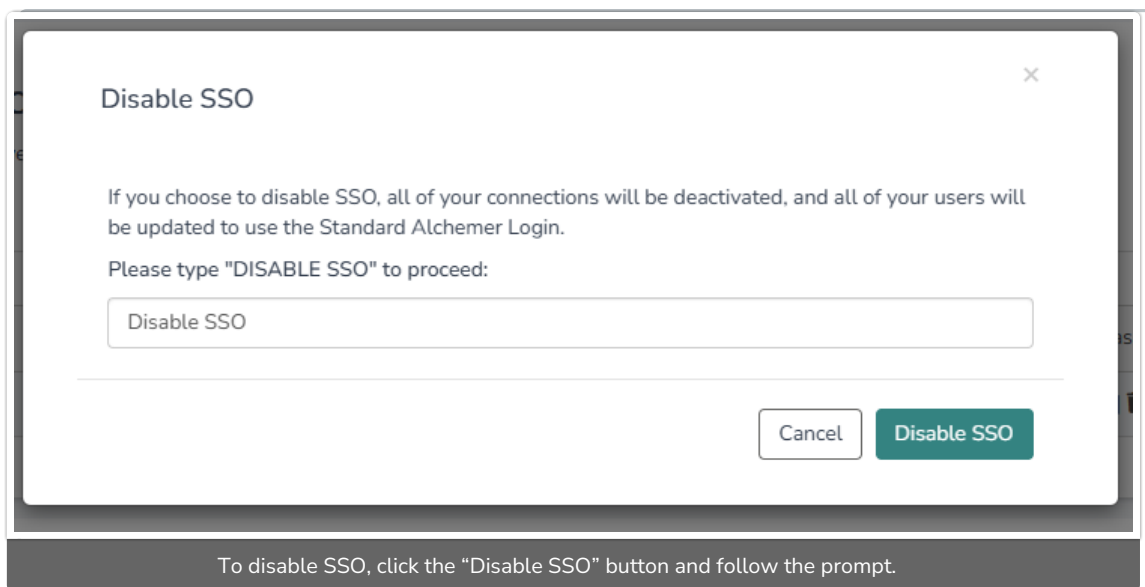 Disable SSO
×
If you choose to disable SSO, all of your connections will be deactivated, and all of your users will
be updated to use the Standard Alchemer Login.
Please type "DISABLE SSO" to proceed:
Disable SSO
Cancel
Disable SSO
To disable SSO, click the “Disable SSO” button and follow the prompt.